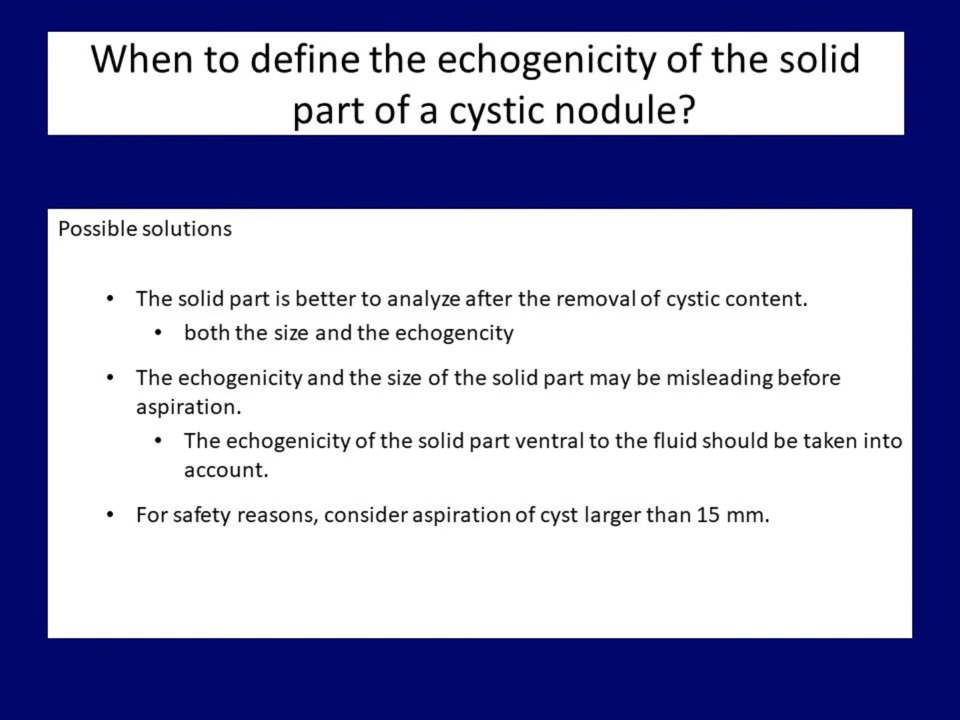 When to define the echogenicity of the solid
part of a cystic nodule?
Possible solutions
• The solid part is better to analyze after the removal of cystic content.
• both the size and the echogencity
• The echogenicity and the size of the solid part may be misleading before
aspiration.
• The echogenicity of the solid part ventral to the fluid should be taken into
account.
• For safety reasons, consider aspiration of cyst larger than 15 mm.